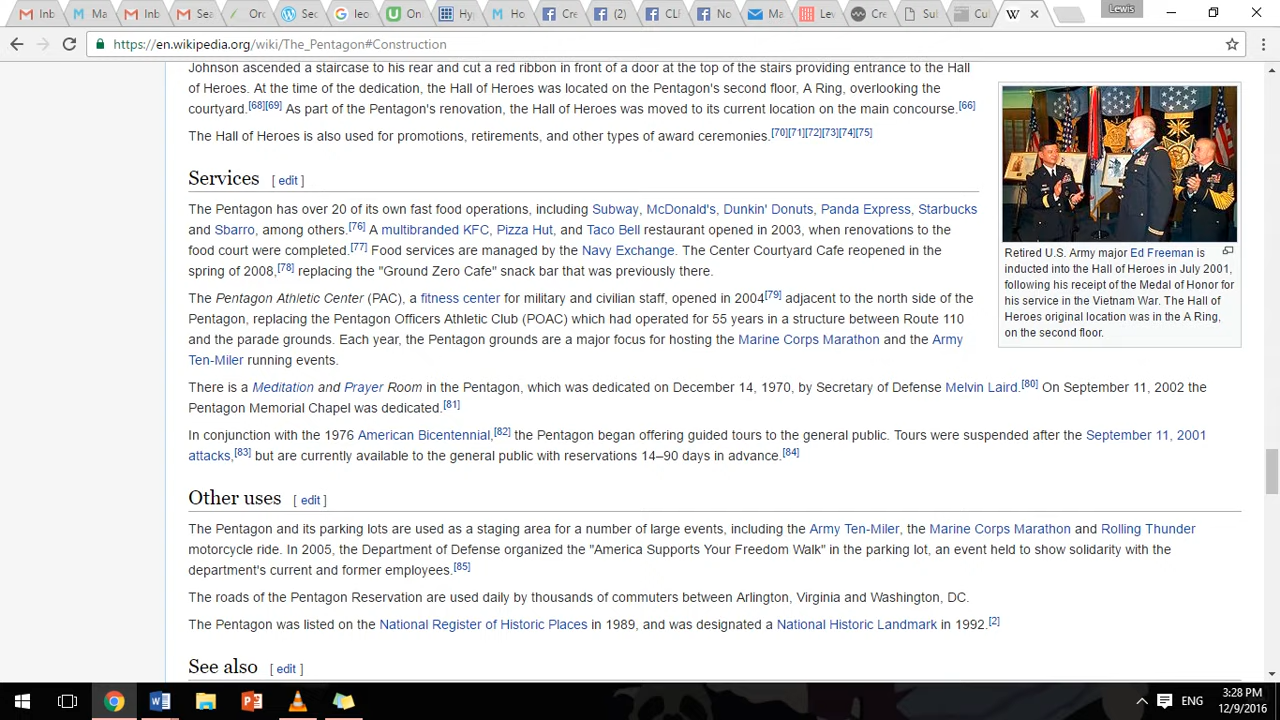 Inb
Ma
Inb
Sea
Orc
Sec
leo
On
Hyp
Ho
Cre
(2)
CLI
No
Ma
Lev
Cre
Sul
Cul
Lewis
https://en.wikipedia.org/wiki/The_Pentagon#Construction
Johnson ascended a staircase to his rear and cut a red ribbon in front of a door at the top of the stairs providing entrance to the Hall
of Heroes. At the time of the dedication, the Hall of Heroes was located on the Pentagon's second floor, A Ring, overlooking the
courtyard.[68][69] As part of the Pentagon's renovation, the Hall of Heroes was moved to its current location on the main concourse.[66]
The Hall of Heroes is also used for promotions, retirements, and other types of award ceremonies.[70][71][72][73][74][75]
Retired U.S. Army major Ed Freeman is
inducted into the Hall of Heroes in July 2001,
following his receipt of the Medal of Honor for
his service in the Vietnam War. The Hall of
Heroes original location was in the A Ring,
on the second floor.
Services [ edit ]
The Pentagon has over 20 of its own fast food operations, including Subway, McDonald's, Dunkin' Donuts, Panda Express, Starbucks
and Sbarro, among others.[76] A multibranded KFC, Pizza Hut, and Taco Bell restaurant opened in 2003, when renovations to the
food court were completed.[77] Food services are managed by the Navy Exchange. The Center Courtyard Cafe reopened in the
spring of 2008,[78] replacing the "Ground Zero Cafe" snack bar that was previously there.
The Pentagon Athletic Center (PAC), a fitness center for military and civilian staff, opened in 2004[79] adjacent to the north side of the
Pentagon, replacing the Pentagon Officers Athletic Club (POAC) which had operated for 55 years in a structure between Route 110
and the parade grounds. Each year, the Pentagon grounds are a major focus for hosting the Marine Corps Marathon and the Army
Ten-Miler running events.
There is a Meditation and Prayer Room in the Pentagon, which was dedicated on December 14, 1970, by Secretary of Defense Melvin Laird.[80] On September 11, 2002 the
Pentagon Memorial Chapel was dedicated.[81]
In conjunction with the 1976 American Bicentennial,[82] the Pentagon began offering guided tours to the general public. Tours were suspended after the September 11, 2001
attacks,[83] but are currently available to the general public with reservations 14–90 days in advance.[84]
Other uses [ edit ]
The Pentagon and its parking lots are used as a staging area for a number of large events, including the Army Ten-Miler, the Marine Corps Marathon and Rolling Thunder
motorcycle ride. In 2005, the Department of Defense organized the "America Supports Your Freedom Walk" in the parking lot, an event held to show solidarity with the
department's current and former employees.[85]
The roads of the Pentagon Reservation are used daily by thousands of commuters between Arlington, Virginia and Washington, DC.
The Pentagon was listed on the National Register of Historic Places in 1989, and was designated a National Historic Landmark in 1992.[2]
See also [ edit ]
ENG
3:28 PM
12/9/2016